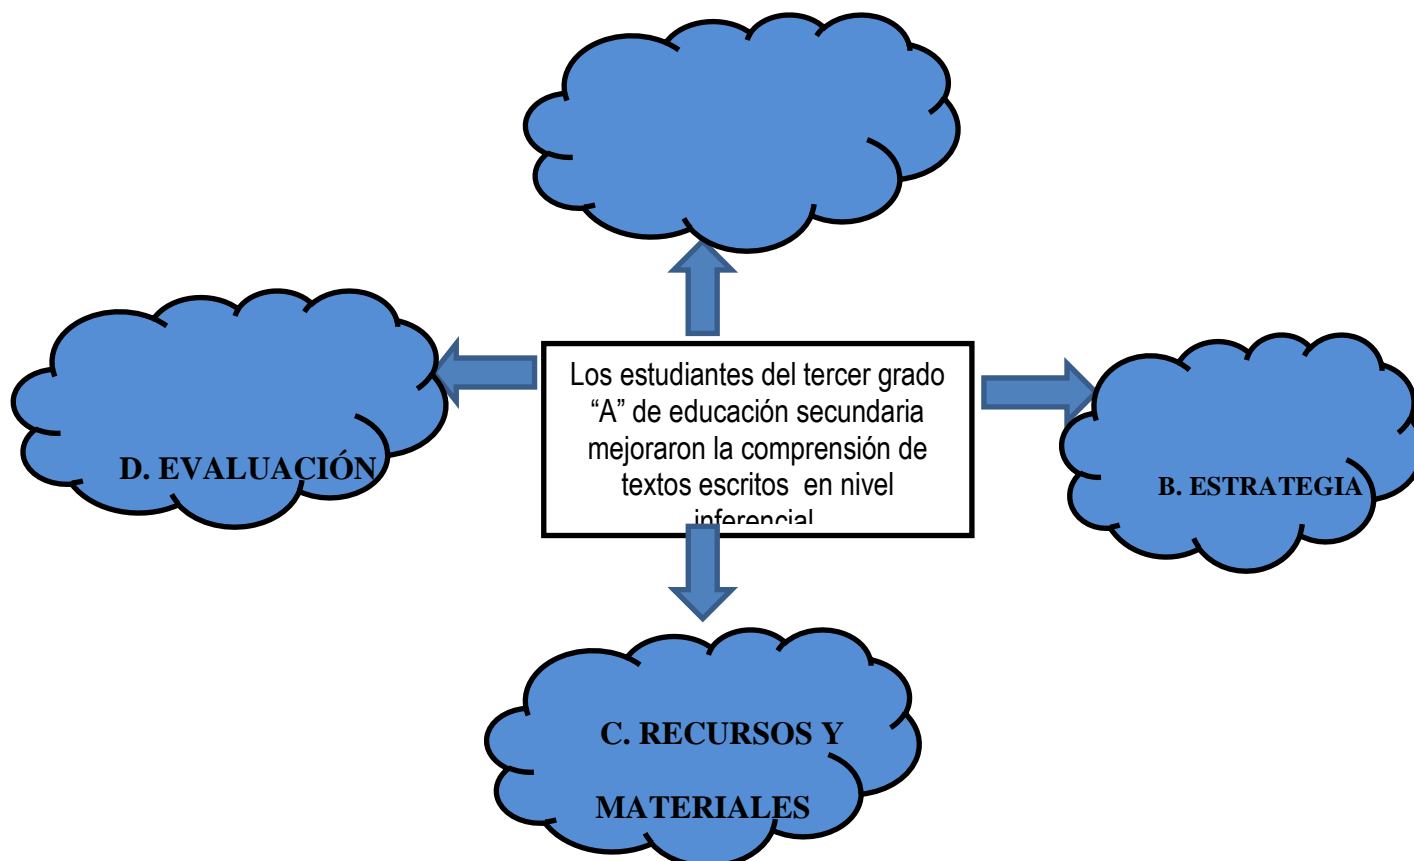 Los estudiantes del tercer grado
“A” de educación secundaria
mejoraron la comprensión de
textos escritos en nivel
inferencial
D. EVALUACIÓN
B. ESTRATEGIA
C. RECURSOS Y
MATERIALES